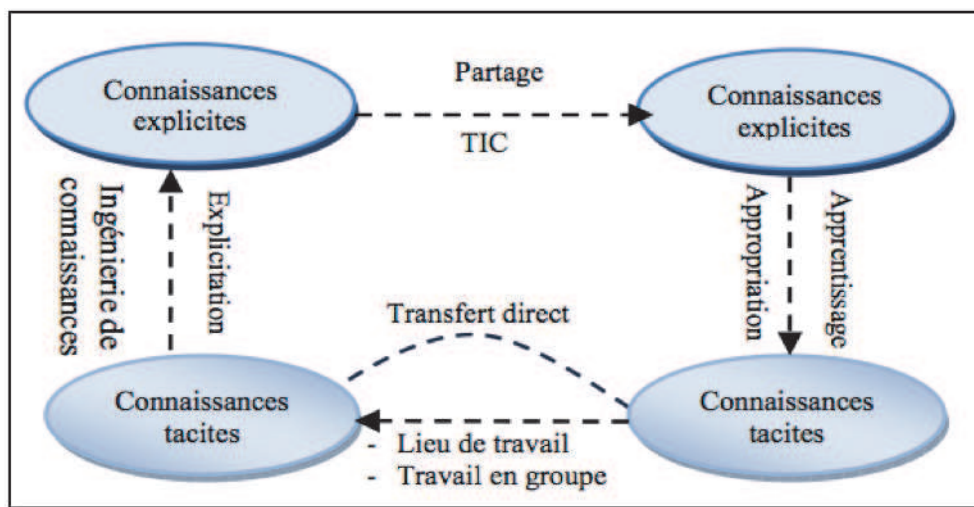 Connaissances
explicites
Partage
TIC
Connaissances
explicites
Ingénierie de
connaissances
Explicitation
Appropriation
Apprentissage
Transfert direct
Connaissances
tacites
- Lieu de travail
- Travail en groupe
Connaissances
tacites